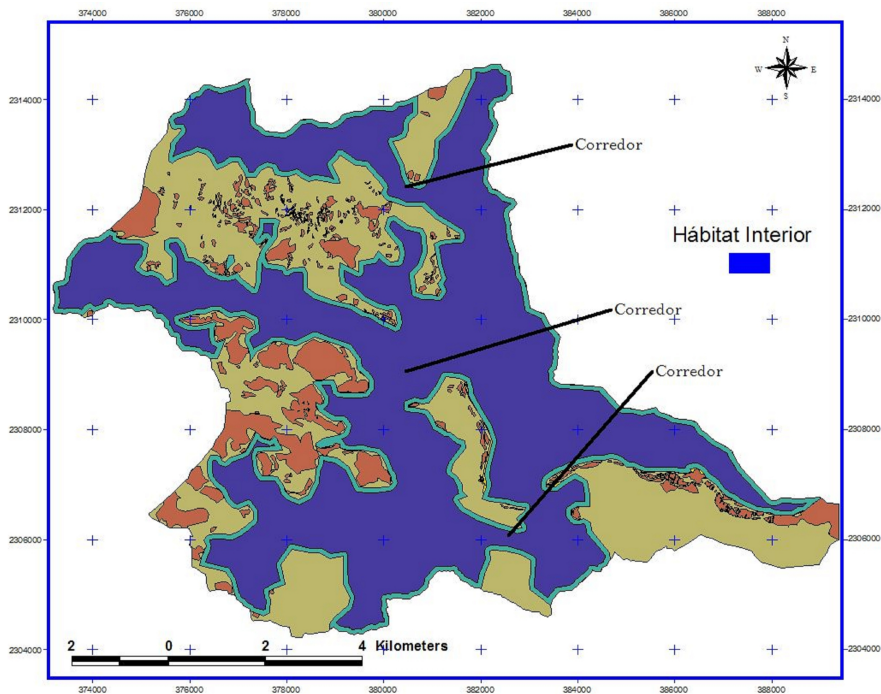 374000 376000 378000 380000 382000 384000 386000 388000
N
W E
S
2314000 2314000
Corredor
2312000 2312000
Hábitat Interior
2310000 2310000
Corredor
Corredor
2308000 2308000
2306000 2306000
2304000 2304000
2 0 2 4 Kilometers
374000 376000 378000 380000 382000 384000 386000 388000